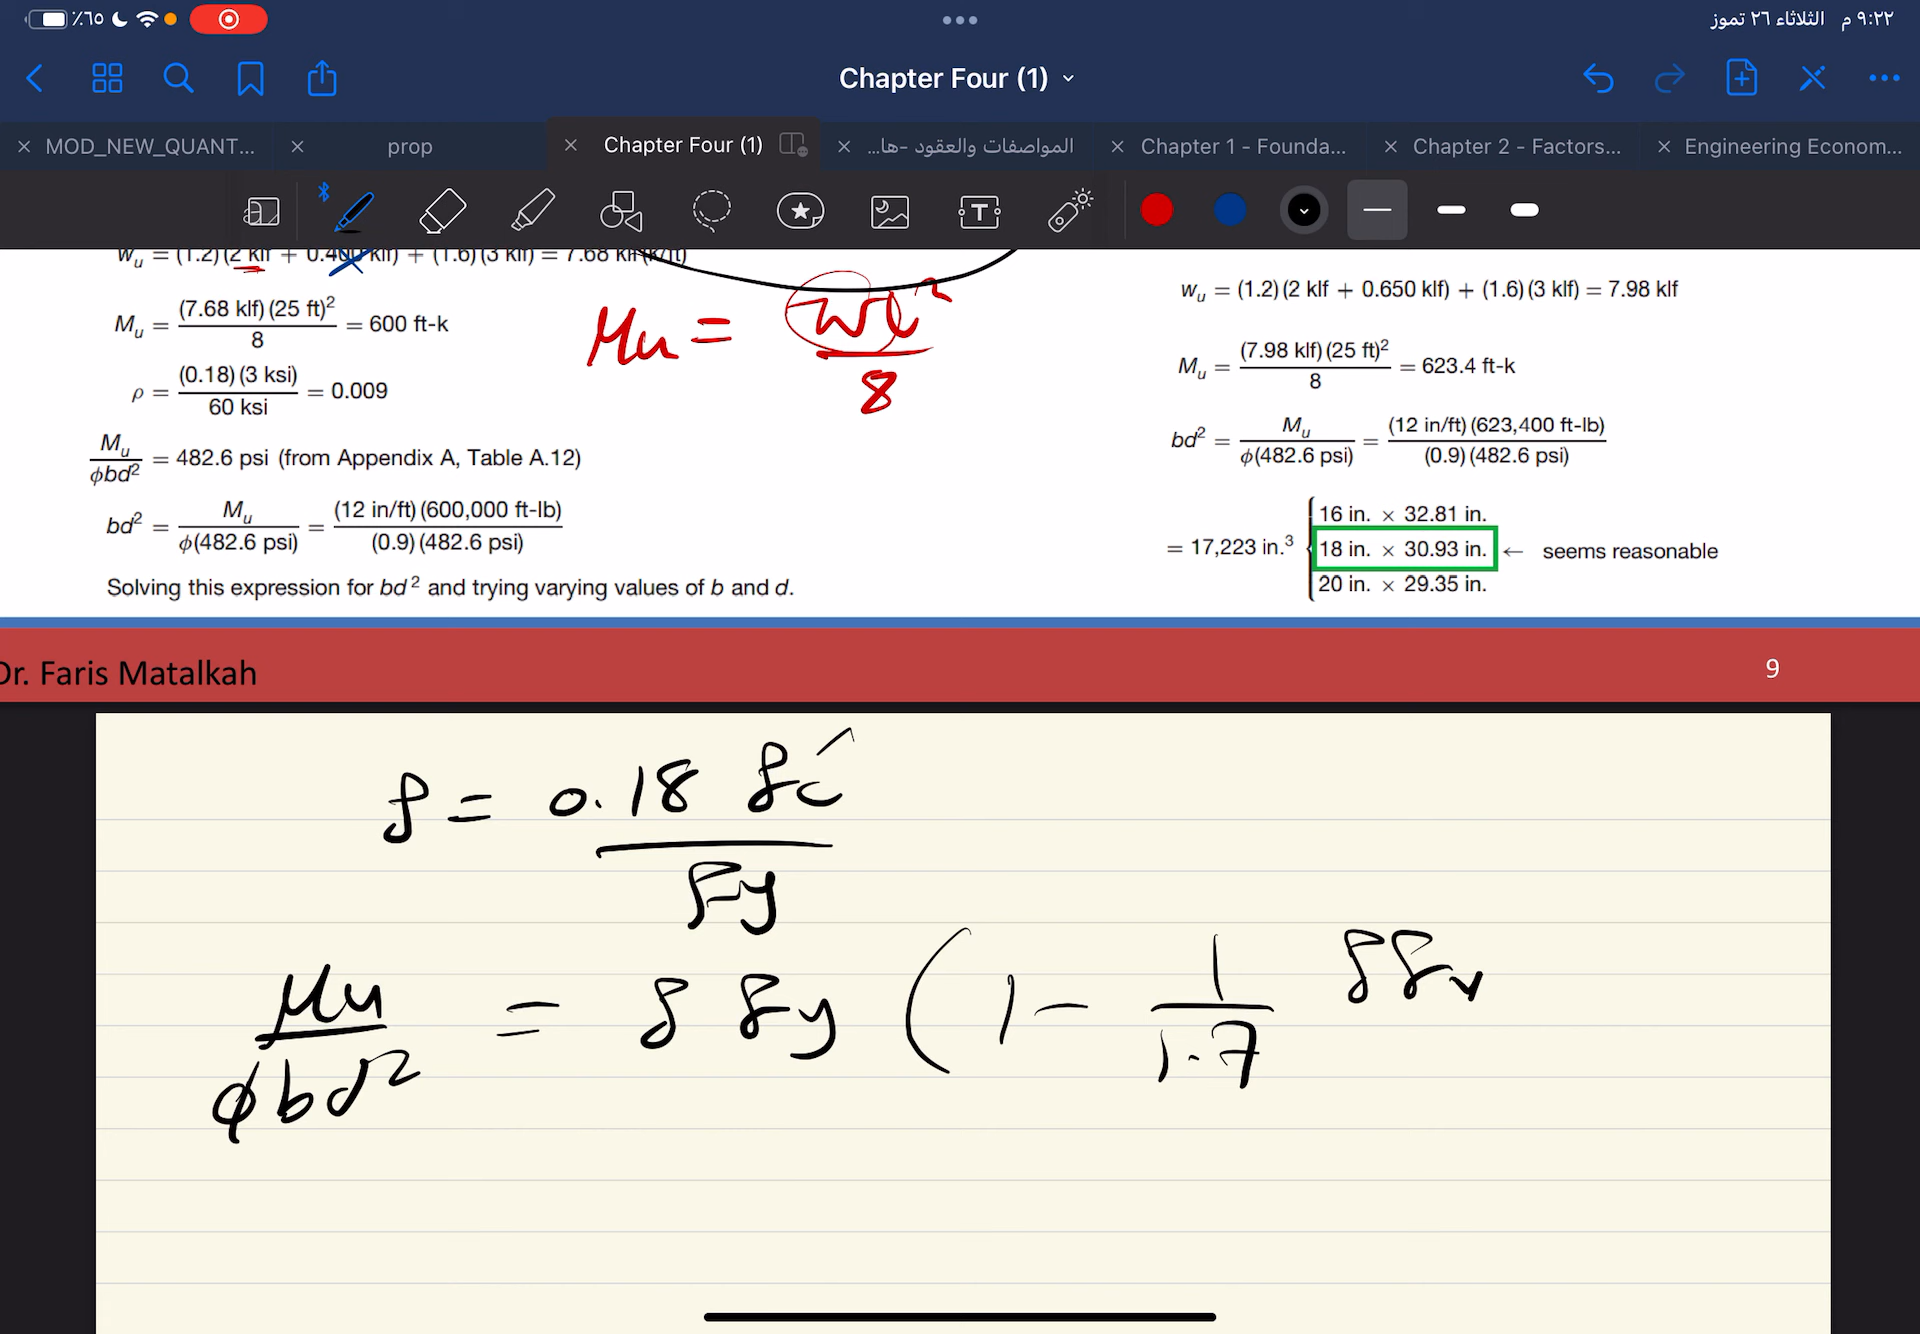 ٪٦٥
٩:٢٢ م الثلاثاء ٢٦ تموز
Chapter Four (1)
× MOD_NEW_QUANT...
× prop
× Chapter Four (1)
× المواصفات والعقود -ها...
× Chapter 1 - Founda...
× Chapter 2 - Factors...
× Engineering Econom...
w_u = (1.2)(2 klf + 0.400 klf) + (1.6)(3 klf) = 7.68 klf (k/ft)
M_u = (7.68 klf)(25 ft)² / 8 = 600 ft-k
ρ = (0.18)(3 ksi) / 60 ksi = 0.009
M_u / ϕbd² = 482.6 psi (from Appendix A, Table A.12)
bd² = M_u / ϕ(482.6 psi) = (12 in/ft)(600,000 ft-lb) / (0.9)(482.6 psi)
Solving this expression for bd² and trying varying values of b and d.
Mu = wl² / 8
w_u = (1.2)(2 klf + 0.650 klf) + (1.6)(3 klf) = 7.98 klf
M_u = (7.98 klf)(25 ft)² / 8 = 623.4 ft-k
bd² = M_u / ϕ(482.6 psi) = (12 in/ft)(623,400 ft-lb) / (0.9)(482.6 psi)
16 in. × 32.81 in.
= 17,223 in.³ { 18 in. × 30.93 in. ← seems reasonable
20 in. × 29.35 in.
Dr. Faris Matalkah
9
ρ = 0.18 fc′ / Fy
Mu / ϕbd² = ρ Fy ( 1 - 1 / 1.7 ρFy